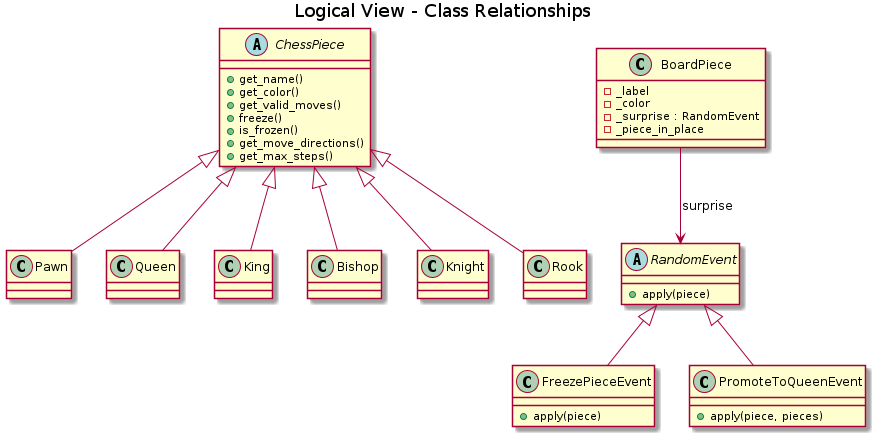 Logical View - Class Relationships
A ChessPiece
get_name()
get_color()
get_valid_moves()
freeze()
is_frozen()
get_move_directions()
get_max_steps()
C BoardPiece
_label
_color
_surprise : RandomEvent
_piece_in_place
surprise
C Pawn
C Queen
C King
C Bishop
C Knight
C Rook
A RandomEvent
apply(piece)
C FreezePieceEvent
apply(piece)
C PromoteToQueenEvent
apply(piece, pieces)